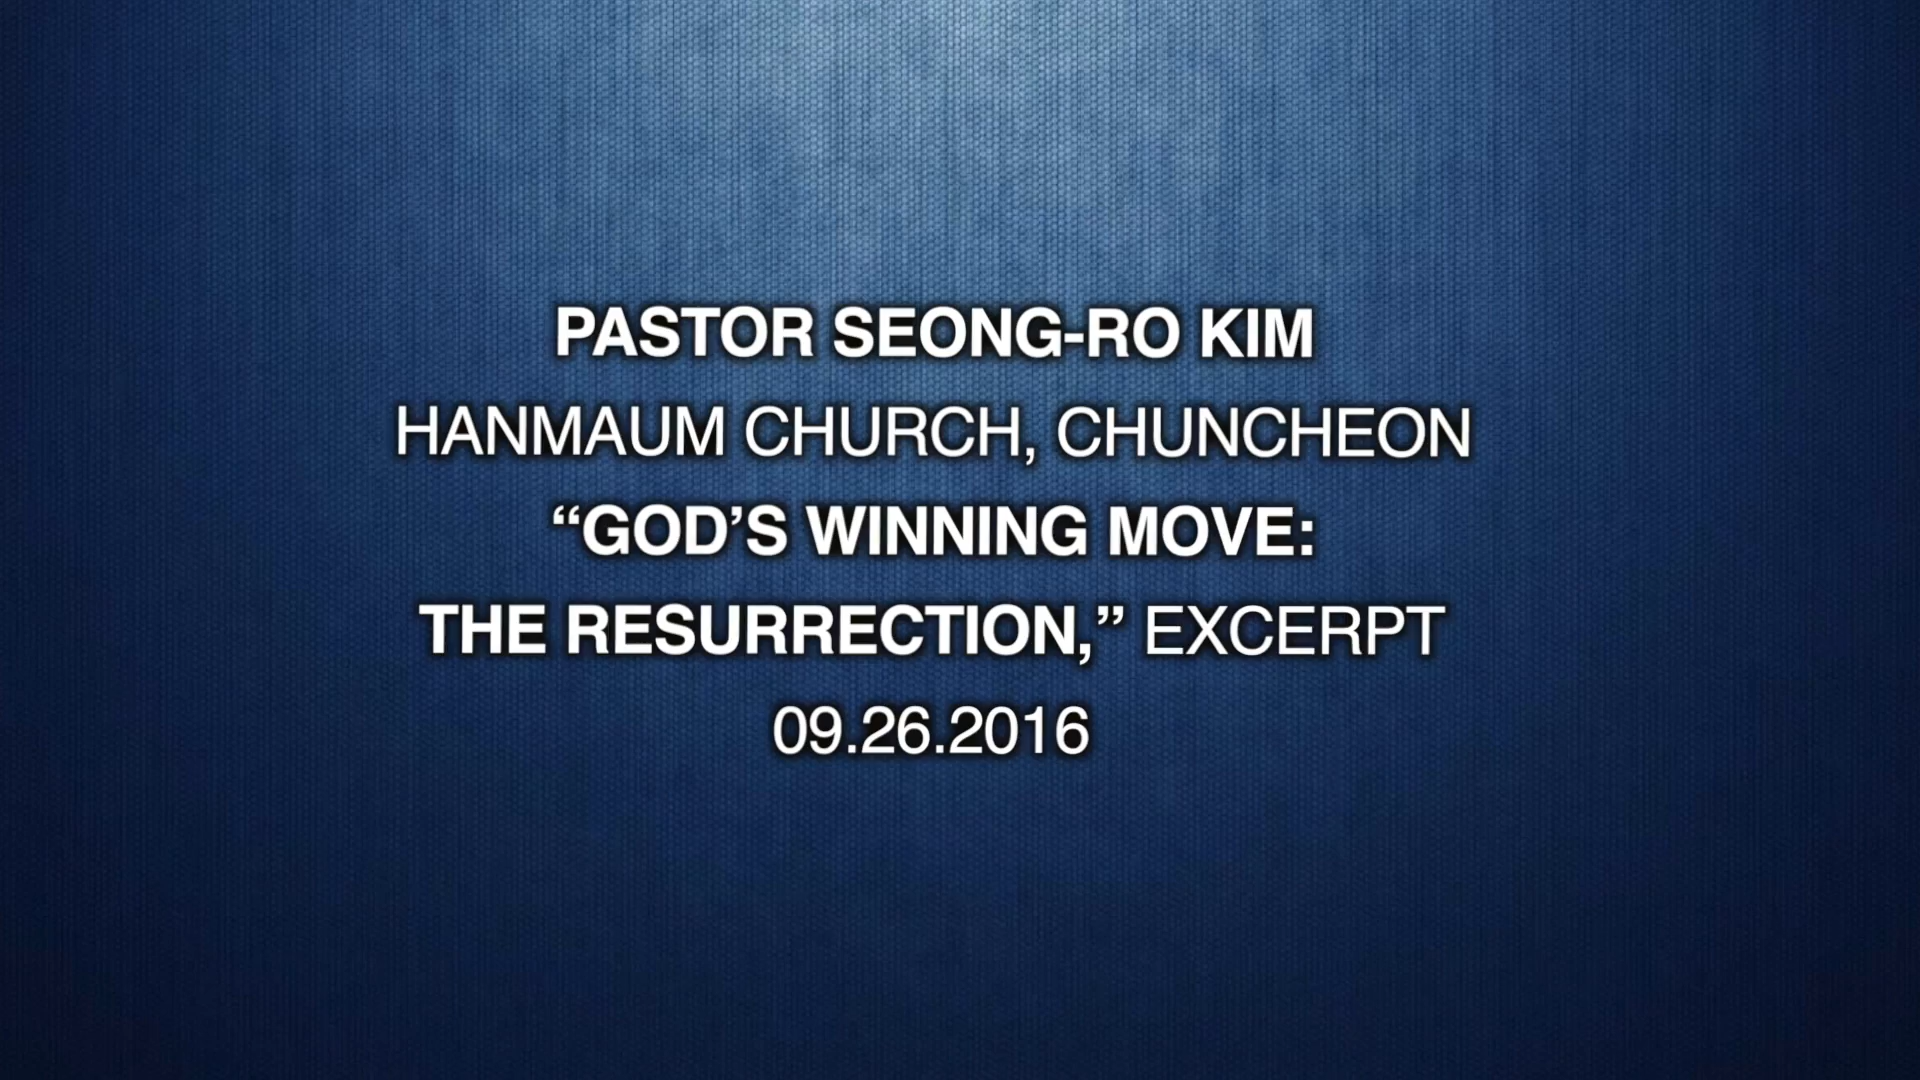 PASTOR SEONG-RO KIM
HANMAUM CHURCH, CHUNCHEON
“GOD’S WINNING MOVE:
THE RESURRECTION,” EXCERPT
09.26.2016